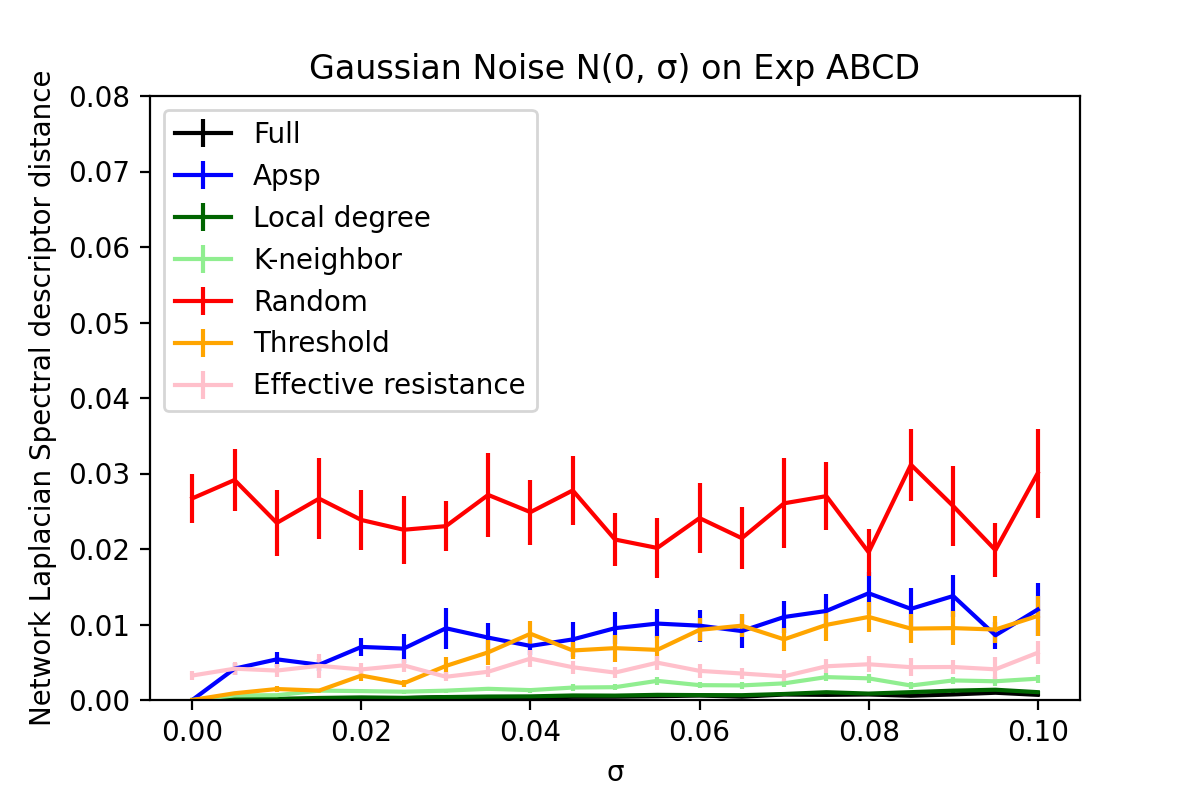 Gaussian Noise N(0, σ) on Exp ABCD
Network Laplacian Spectral descriptor distance
0.08
0.07
0.06
0.05
0.04
0.03
0.02
0.01
0.00
Full
Apsp
Local degree
K-neighbor
Random
Threshold
Effective resistance
0.00 0.02 0.04 0.06 0.08 0.10
σ